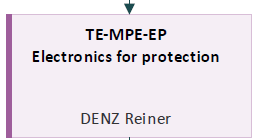 TE-MPE-EP
Electronics for protection
DENZ Reiner